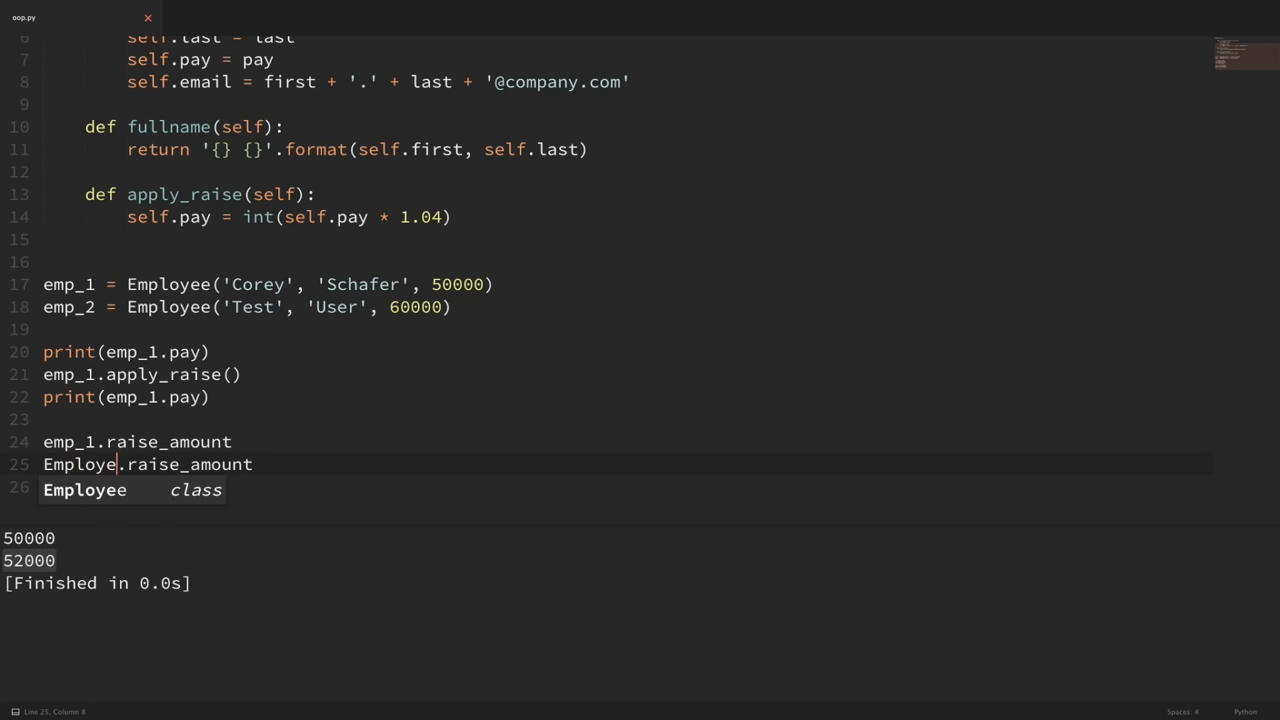 oop.py
6 self.last = last
7 self.pay = pay
8 self.email = first + '.' + last + '@company.com'
9
10 def fullname(self):
11 return '{} {}'.format(self.first, self.last)
12
13 def apply_raise(self):
14 self.pay = int(self.pay * 1.04)
15
16
17 emp_1 = Employee('Corey', 'Schafer', 50000)
18 emp_2 = Employee('Test', 'User', 60000)
19
20 print(emp_1.pay)
21 emp_1.apply_raise()
22 print(emp_1.pay)
23
24 emp_1.raise_amount
25 Employe.raise_amount
26 Employee class
50000
52000
[Finished in 0.0s]
Line 25, Column 8 Spaces: 4 Python